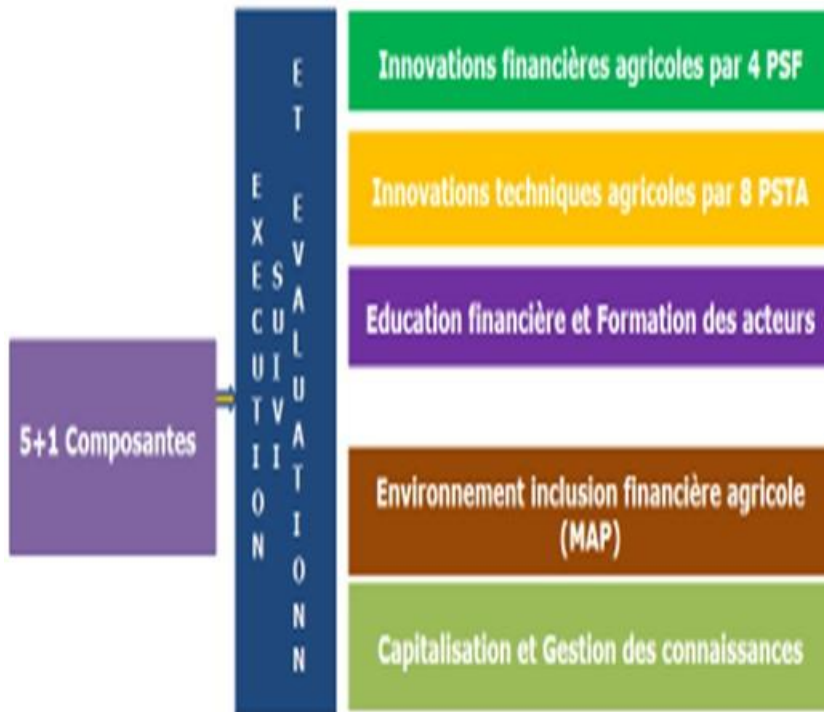 5+1 Composantes
EXECUTION
SUIVI
ET EVALUATIONN
Innovations financières agricoles par 4 PSF
Innovations techniques agricoles par 8 PSTA
Education financière et Formation des acteurs
Environnement inclusion financière agricole
(MAP)
Capitalisation et Gestion des connaissances